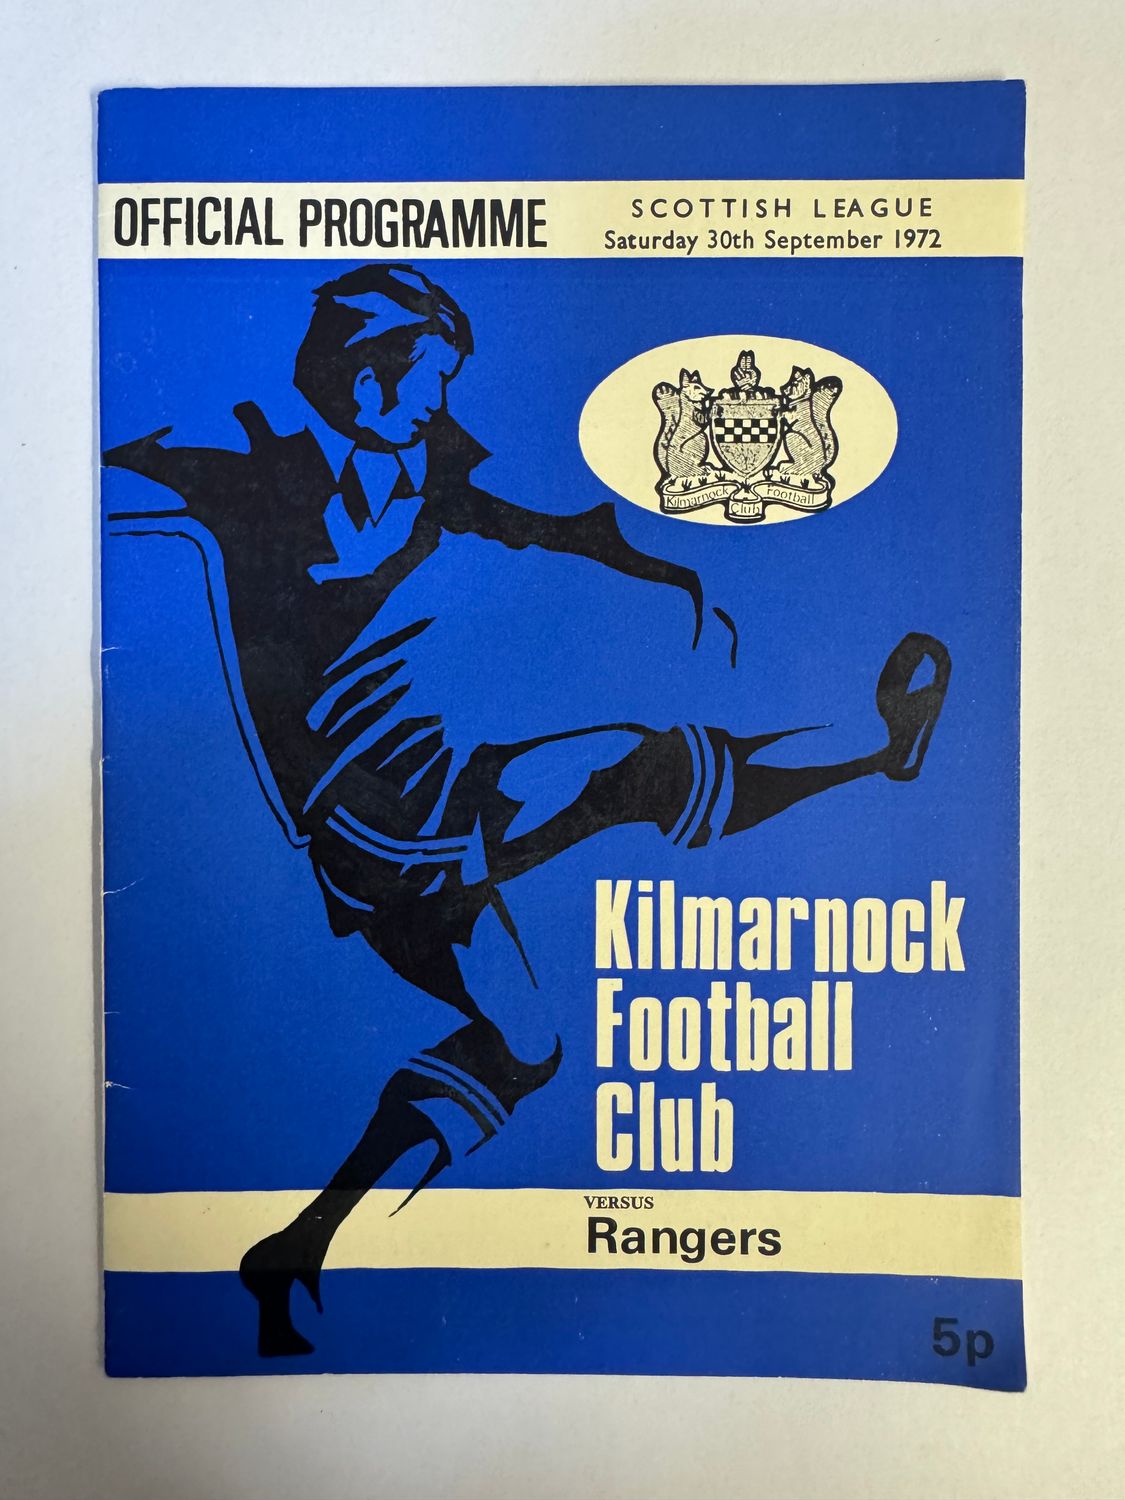 OFFICIAL PROGRAMME
SCOTTISH LEAGUE
Saturday 30th September 1972
Kilmarnock Football
Club
Kilmarnock
Football
Club
VERSUS
Rangers
5p